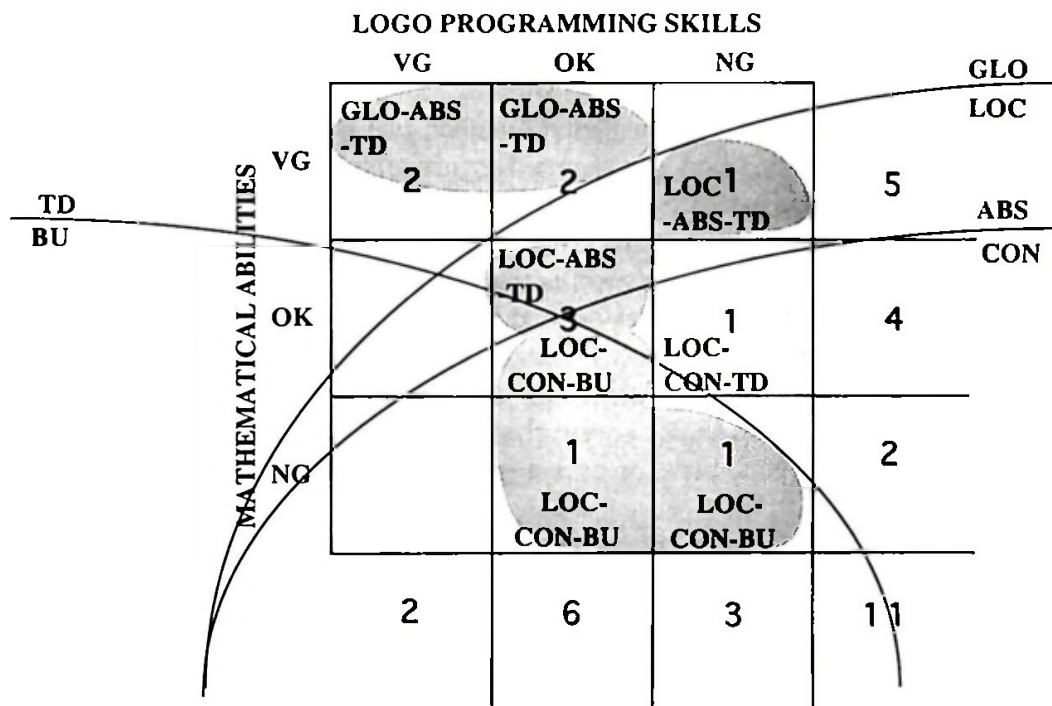 LOGO PROGRAMMING SKILLS
VG OK NG
GLO
LOC
GLO-ABS
-TD
GLO-ABS
-TD
VG
2
2
LOC 1
-ABS-TD
5
TD
BU
ABS
CON
MATHEMATICAL ABILITIES
LOC-ABS
-TD
OK
3
1
4
LOC-
CON-BU
LOC-
CON-TD
NG
1
1
2
LOC-
CON-BU
LOC-
CON-BU
2 6 3 11